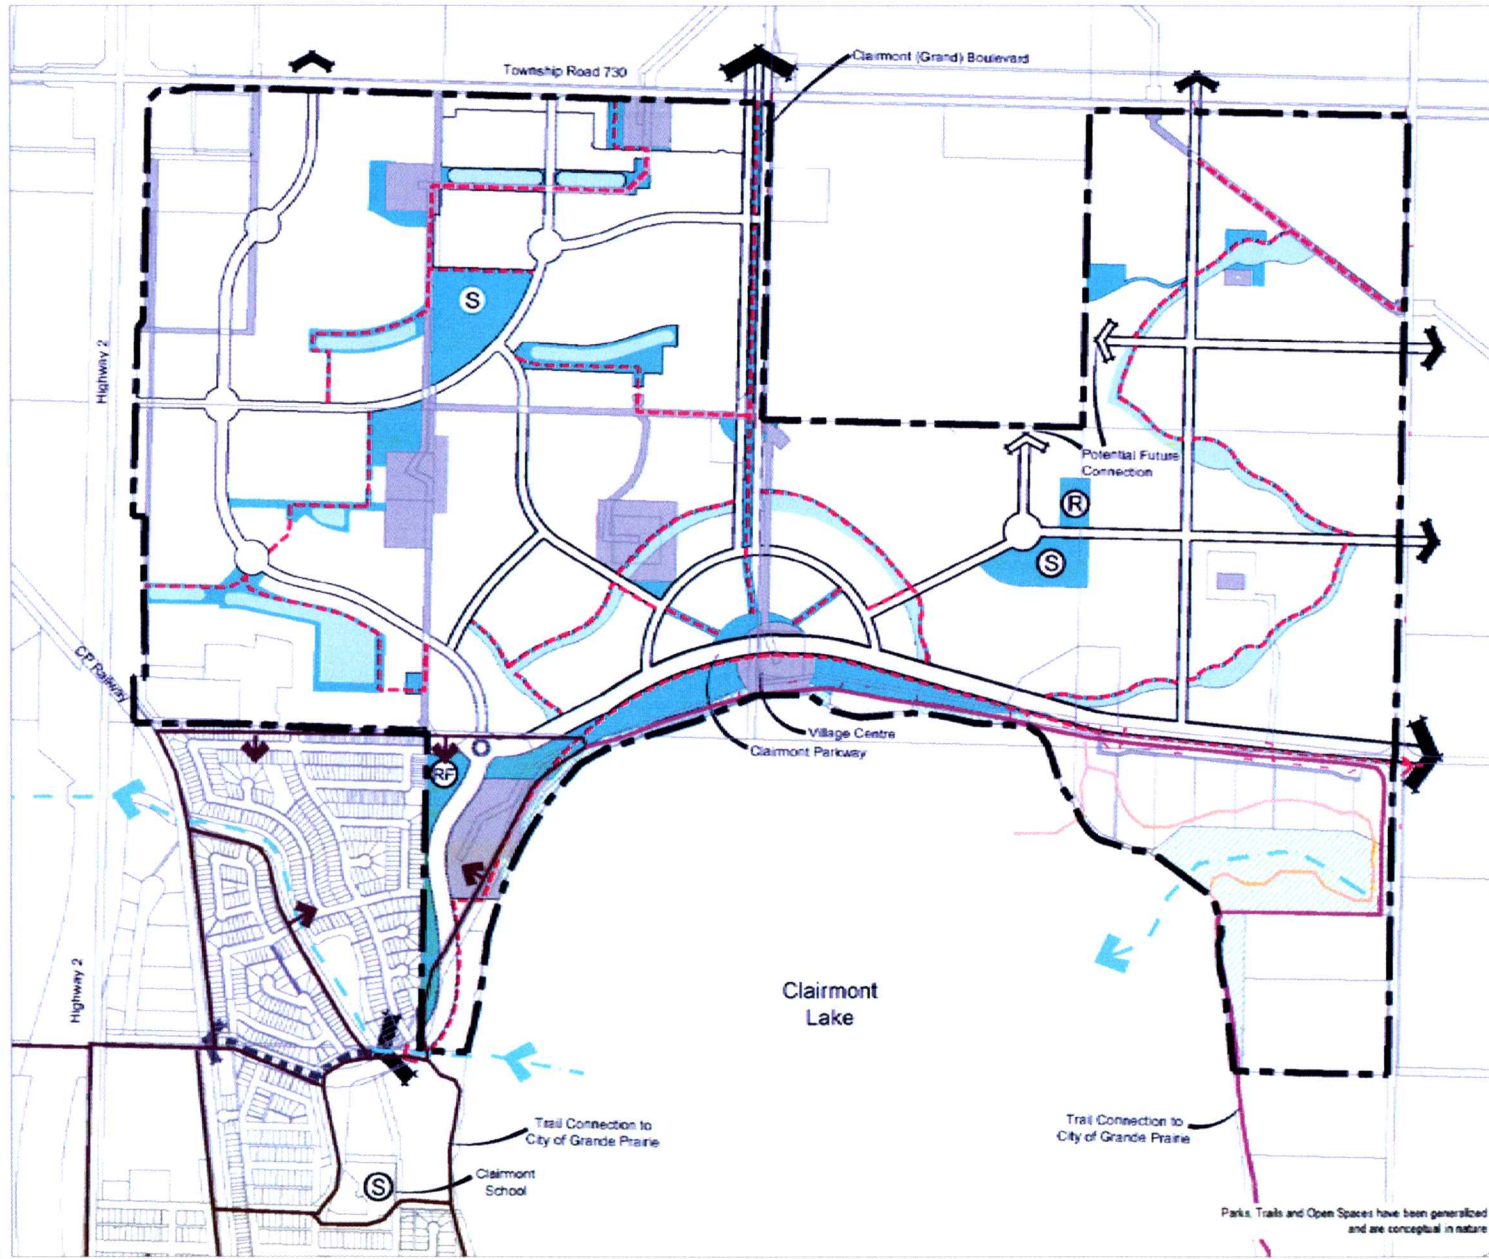 Clairmont (Grand) Boulevard
Township Road 730
S
Highway 2
Potential Future
Connection
R
S
CP Railway
Village Centre
Clairmont Parkway
RF
Highway 2
Clairmont
Lake
Trail Connection to
City of Grande Prairie
Trail Connection to
City of Grande Prairie
Clairmont
School
S
Parks, Trails and Open Spaces have been generalized
and are conceptual in nature